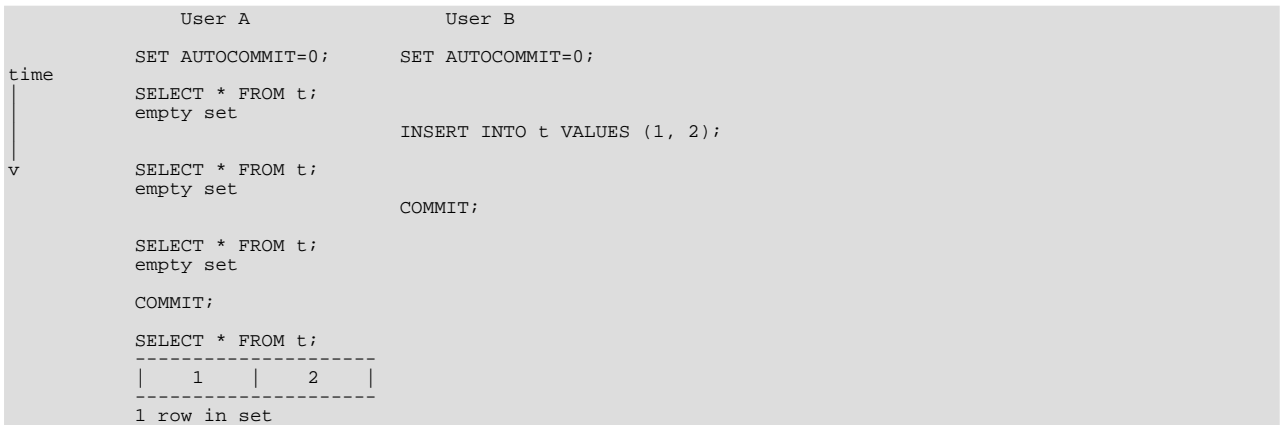 User A User B
SET AUTOCOMMIT=0; SET AUTOCOMMIT=0;
time
| SELECT * FROM t;
| empty set
| INSERT INTO t VALUES (1, 2);
|
v SELECT * FROM t;
empty set
COMMIT;
SELECT * FROM t;
empty set
COMMIT;
SELECT * FROM t;
---------------------
| 1 | 2 |
---------------------
1 row in set